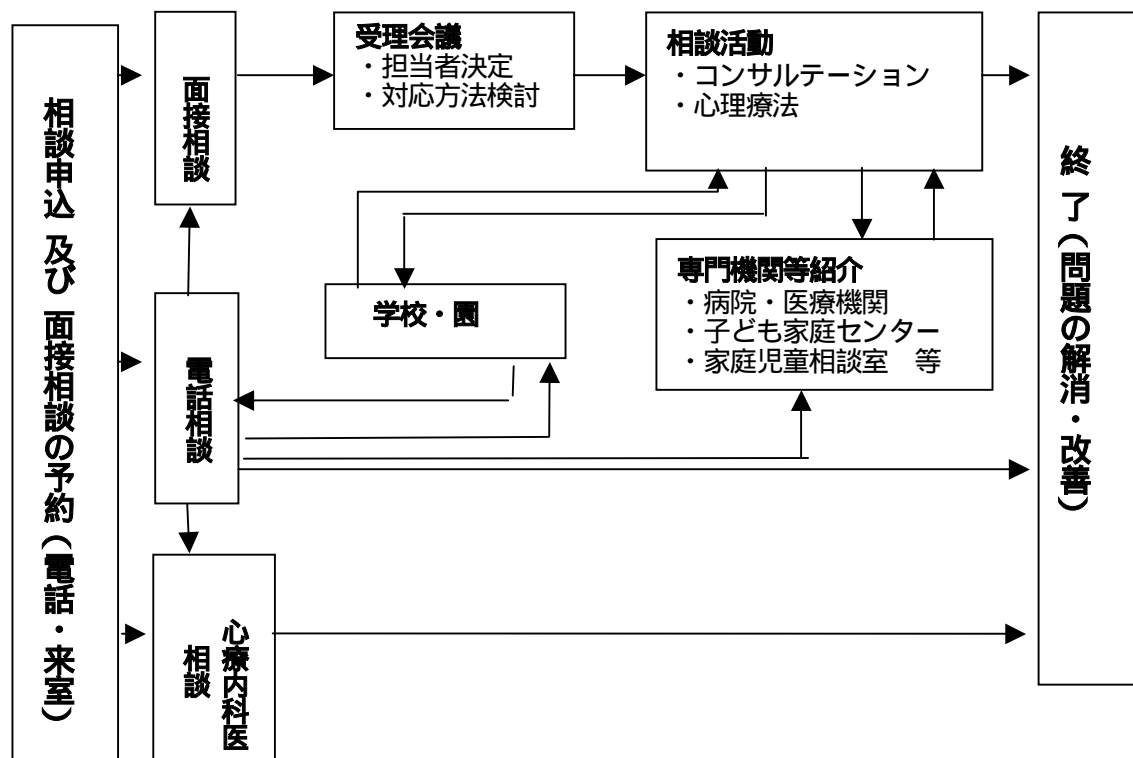 相談申込 及び 面接相談の予約（電話・来室）
面接相談
電話相談
心療内科医
相談
受理会議
・担当者決定
・対応方法検討
相談活動
・コンサルテーション
・心理療法
学校・園
専門機関等紹介
・病院・医療機関
・子ども家庭センター
・家庭児童相談室　等
終 了（問題の解消・改善）